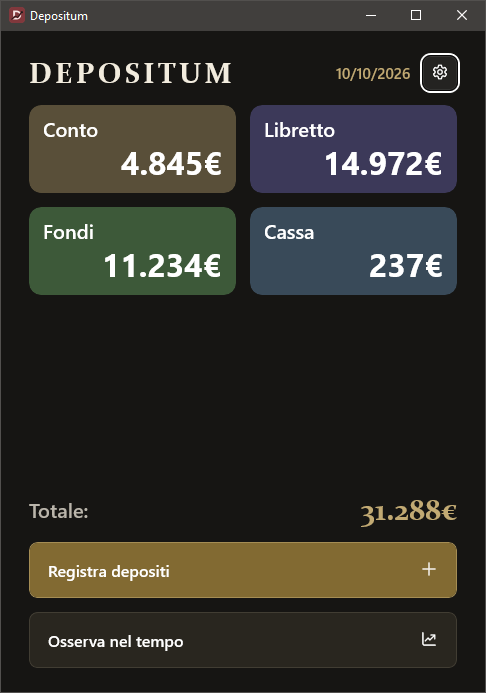 Depositum
DEPOSITUM
10/10/2026
Conto
4.845€
Libretto
14.972€
Fondi
11.234€
Cassa
237€
Totale:
31.288€
Registra depositi
Osserva nel tempo